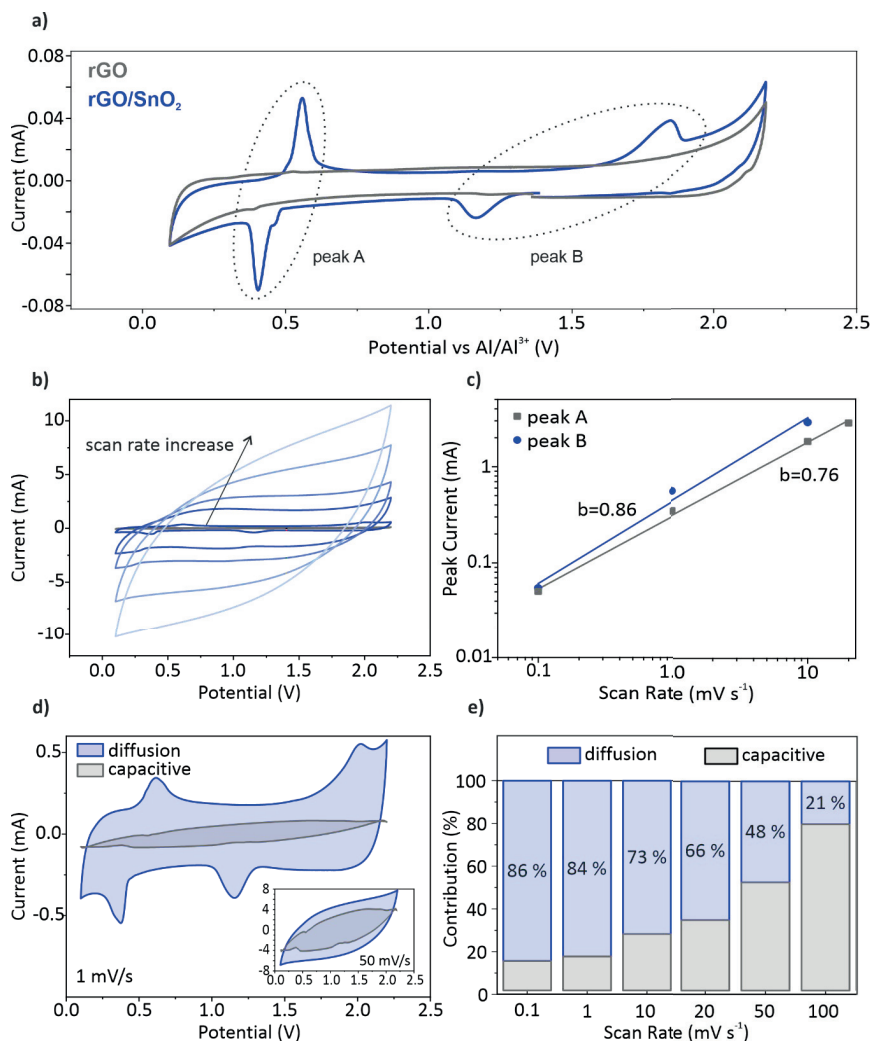 a)
rGO
rGO/SnO2
0.08
0.04
0.00
-0.04
-0.08
Current (mA)
peak A
peak B
0.0 0.5 1.0 1.5 2.0 2.5
Potential vs Al/Al3+ (V)
b)
10
5
0
-5
-10
Current (mA)
scan rate increase
0.0 0.5 1.0 1.5 2.0 2.5
Potential (V)
c)
peak A
peak B
1
0.1
0.01
Peak Current (mA)
b=0.86
b=0.76
0.1 1.0 10
Scan Rate (mV s-1)
d)
diffusion
capacitive
0.5
0.0
-0.5
Current (mA)
8
4
0
-4
-8
50 mV/s
0.0 0.5 1.0 1.5 2.0
1 mV/s
0.0 0.5 1.0 1.5 2.0 2.5
Potential (V)
e)
diffusion
capacitive
100
80
60
40
20
0
Contribution (%)
86 % 84 % 73 % 66 % 48 % 21 %
0.1 1 10 20 50 100
Scan Rate (mV s-1)